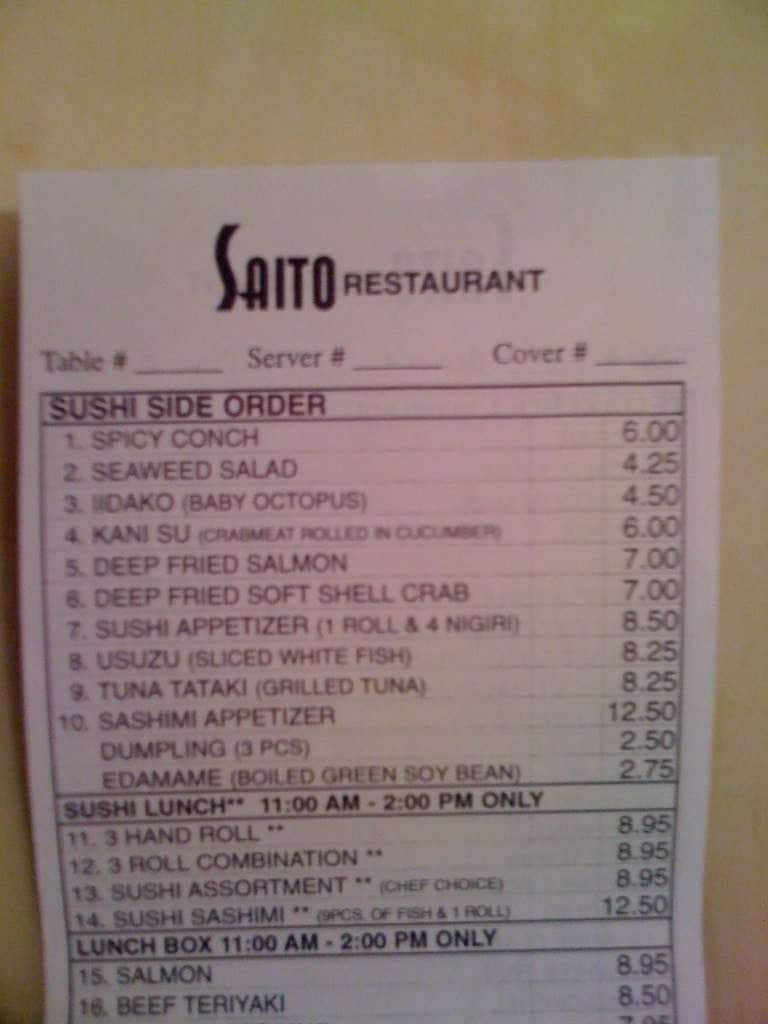 SAITO RESTAURANT
Table # ______ Server # ______ Cover # ______
SUSHI SIDE ORDER
1. SPICY CONCH 6.00
2. SEAWEED SALAD 4.25
3. IIDAKO (BABY OCTOPUS) 4.50
4. KANI SU (CRABMEAT ROLLED IN CUCUMBER) 6.00
5. DEEP FRIED SALMON 7.00
6. DEEP FRIED SOFT SHELL CRAB 7.00
7. SUSHI APPETIZER (1 ROLL & 4 NIGIRI) 8.50
8. USUZU (SLICED WHITE FISH) 8.25
9. TUNA TATAKI (GRILLED TUNA) 8.25
10. SASHIMI APPETIZER 12.50
DUMPLING (3 PCS) 2.50
EDAMAME (BOILED GREEN SOY BEAN) 2.75
SUSHI LUNCH** 11:00 AM - 2:00 PM ONLY
11. 3 HAND ROLL ** 8.95
12. 3 ROLL COMBINATION ** 8.95
13. SUSHI ASSORTMENT ** (CHEF CHOICE) 8.95
14. SUSHI SASHIMI ** (9PCS. OF FISH & 1 ROLL) 12.50
LUNCH BOX 11:00 AM - 2:00 PM ONLY
15. SALMON 8.95
16. BEEF TERIYAKI 8.50